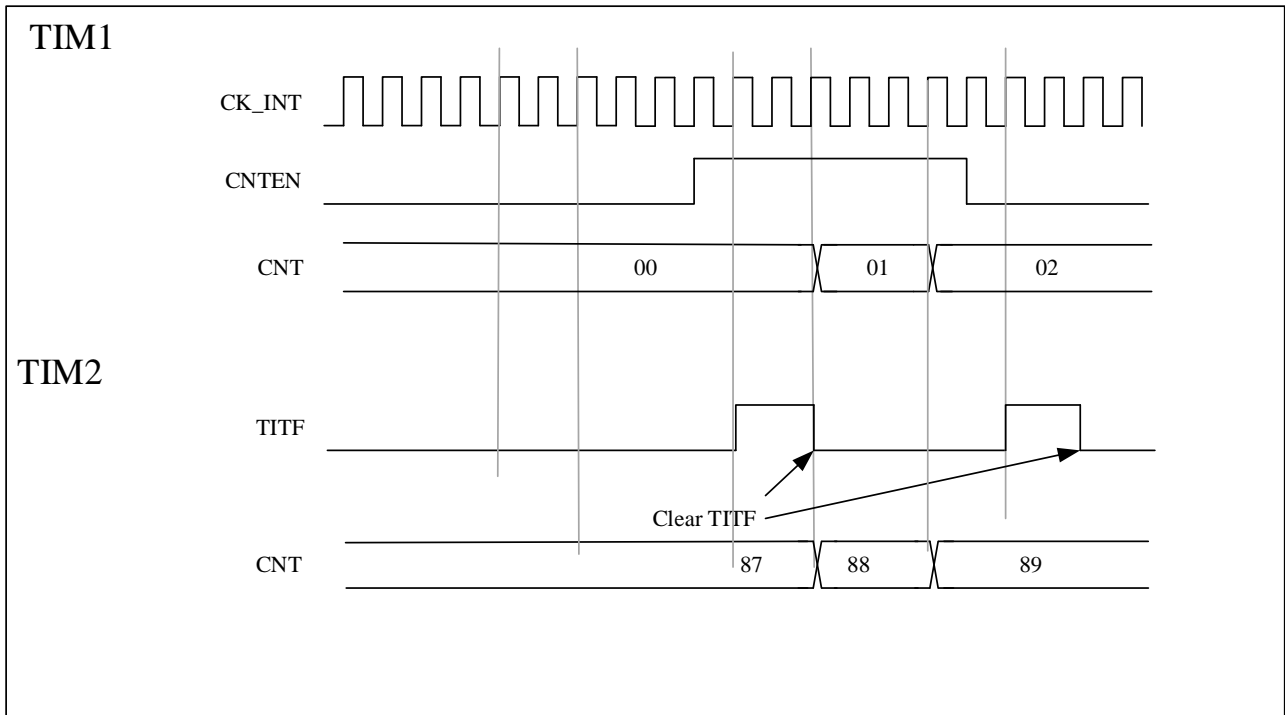 TIM1
CK_INT
CNTEN
CNT
00
01
02
TIM2
TITF
Clear TITF
CNT
87
88
89